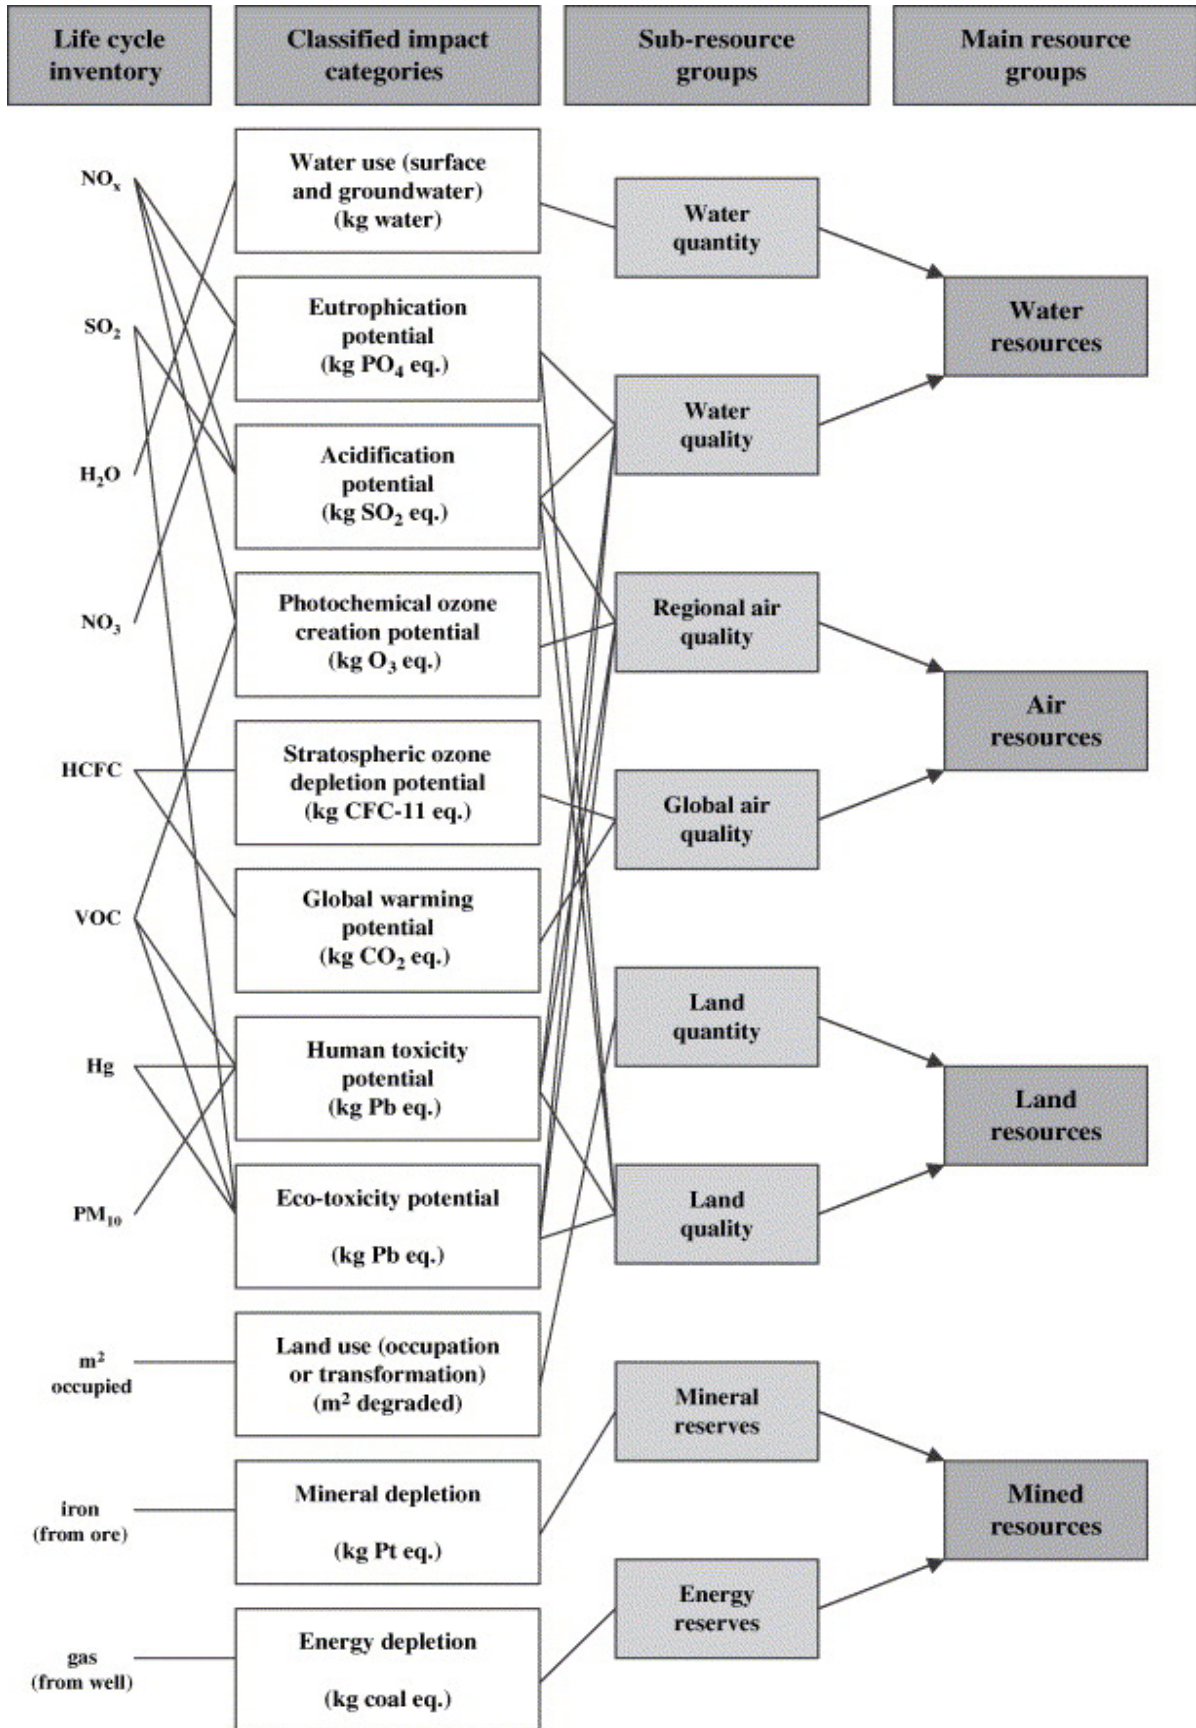 Life cycle
inventory
Classified impact
categories
Sub-resource
groups
Main resource
groups
NOₓ
SO₂
H₂O
NO₃
HCFC
VOC
Hg
PM₁₀
m²
occupied
iron
(from ore)
gas
(from well)
Water use (surface
and groundwater)
(kg water)
Eutrophication
potential
(kg PO₄ eq.)
Acidification
potential
(kg SO₂ eq.)
Photochemical ozone
creation potential
(kg O₃ eq.)
Stratospheric ozone
depletion potential
(kg CFC-11 eq.)
Global warming
potential
(kg CO₂ eq.)
Human toxicity
potential
(kg Pb eq.)
Eco-toxicity potential
(kg Pb eq.)
Land use (occupation
or transformation)
(m² degraded)
Mineral depletion
(kg Pt eq.)
Energy depletion
(kg coal eq.)
Water
quantity
Water
quality
Regional air
quality
Global air
quality
Land
quantity
Land
quality
Mineral
reserves
Energy
reserves
Water
resources
Air
resources
Land
resources
Mined
resources